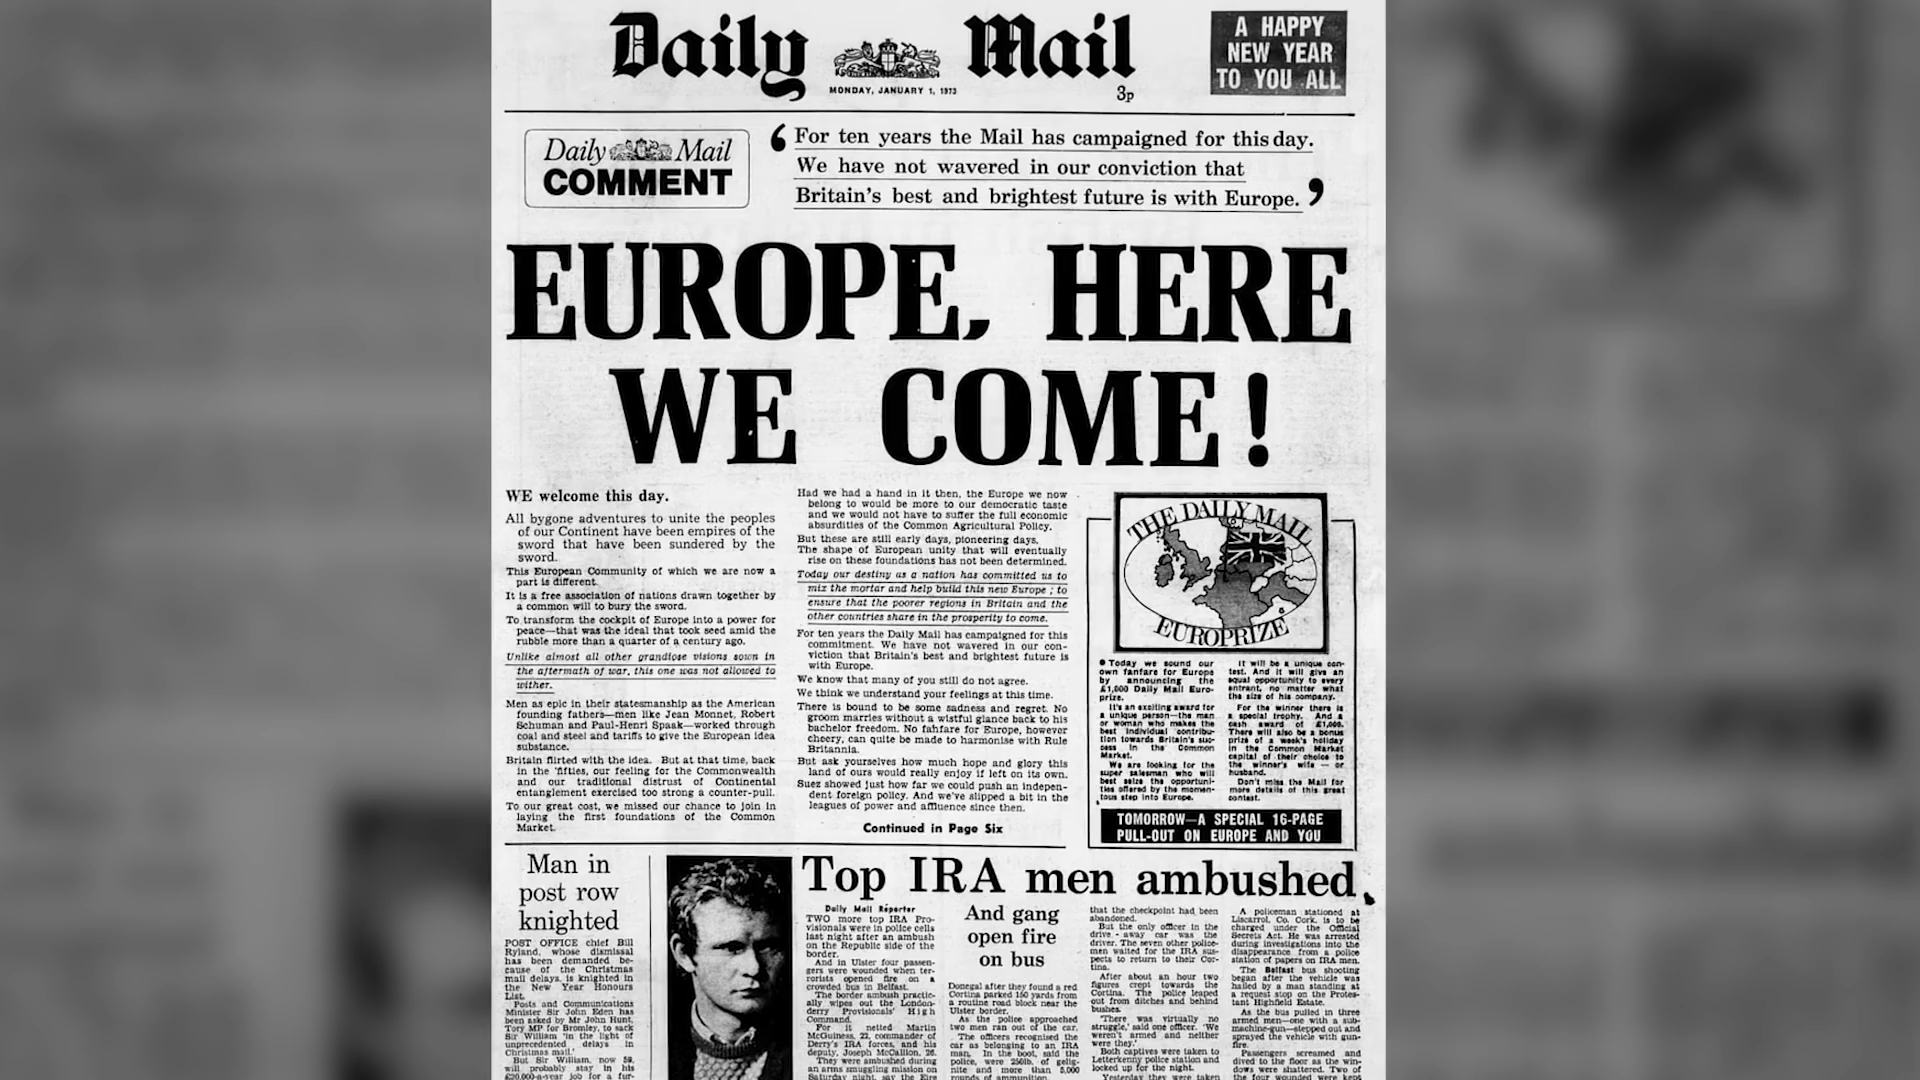 Daily Mail
MONDAY, JANUARY 1, 1973
3p
A HAPPY
NEW YEAR
TO YOU ALL
Daily Mail
COMMENT
‘For ten years the Mail has campaigned for this day.
We have not wavered in our conviction that
Britain's best and brightest future is with Europe.’
EUROPE, HERE
WE COME!
WE welcome this day.
All bygone adventures to unite the peoples
of our Continent have been empires of the
sword that have been sundered by the
sword.
This European Community of which we are now a
part is different.
It is a free association of nations drawn together by
a common will to bury the sword.
To transform the cockpit of Europe into a power for
peace—that was the ideal that took seed amid the
rubble more than a quarter of a century ago.
Unlike almost all other grandiose visions sown in
the aftermath of war, this one was not allowed to
wither.
Men as epic in their statesmanship as the American
founding fathers—men like Jean Monnet, Robert
Schuman and Paul-Henri Spaak—worked through
coal and steel and tariffs to give the European idea
substance.
Britain flirted with the idea. But at that time, back
in the 'fifties, our feeling for the Commonwealth
and our traditional distrust of Continental
entanglement exercised too strong a counter-pull.
To our great cost, we missed our chance to join in
laying the first foundations of the Common
Market.
Had we had a hand in it then, the Europe we now
belong to would be more to our democratic taste
and we would not have to suffer the full economic
absurdities of the Common Agricultural Policy.
But these are still early days, pioneering days.
The shape of European unity that will eventually
rise on these foundations has not been determined.
Today our destiny as a nation has committed us to
mix the mortar and help build this new Europe; to
ensure that the poorer regions in Britain and the
other countries share in the prosperity to come.
For ten years the Daily Mail has campaigned for this
commitment. We have not wavered in our con-
viction that Britain's best and brightest future is
with Europe.
We know that many of you still do not agree.
We think we understand your feelings at this time.
There is bound to be some sadness and regret. No
groom marries without a wistful glance back to his
bachelor freedom. No fanfare for Europe, however
cheery, can quite be made to harmonise with Rule
Britannia.
But ask yourselves how much hope and glory this
land of ours would really enjoy if left on its own.
Suez showed just how far we could push an indepen-
dent foreign policy. And we've slipped a bit in the
leagues of power and affluence since then.
Continued in Page Six
THE DAILY MAIL
EUROPRIZE
● Today we sound our
own fanfare for Europe
by announcing the
£1,000 Daily Mail Euro-
prize.
It's an exciting award for
a unique person—the man
or woman who makes the
best individual contribu-
tion towards Britain's suc-
cess in the Common
Market.
We are looking for the
super salesman who will
best seize the opportuni-
ties offered by the momen-
tous step into Europe.
It will be a unique con-
test. And it will give an
equal opportunity to every
entrant, no matter what
the size of his company.
For the winner there is
a special trophy. And a
cash award of £1,000.
There will also be a bonus
prize of a week's holiday
in the Common Market
capital of their choice to
the winner's wife — or
husband.
Don't miss the Mail for
more details of this great
contest.
TOMORROW—A SPECIAL 16-PAGE
PULL-OUT ON EUROPE AND YOU
Man in
post row
knighted
POST OFFICE chief Bill
Ryland, whose dismissal
has been demanded be-
cause of the Christmas
mail delays, is knighted in
the New Year Honours
List.
Posts and Communications
Minister Sir John Eden has
been asked by Mr John Hunt,
Tory MP for Bromley, to sack
Sir William 'in the light of
unprecedented delays in
Christmas mail.'
But Sir William, now 59,
will probably stay in his
£20,000-a-year job for a fur-
Top IRA men ambushed
Daily Mail Reporter
TWO more top IRA Pro-
visionals were in police cells
last night after an ambush
on the Republic side of the
border.
And in Ulster four passen-
gers were wounded when ter-
rorists opened fire on a
crowded bus in Belfast.
The border ambush practic-
ally wipes out the London-
derry Provisionals' High
Command.
For it netted Martin
McGuiness, 22, commander of
Derry's IRA forces, and his
deputy, Joseph McCallion, 26.
They were ambushed during
an arms smuggling mission on
Saturday night, say the Eire
And gang
open fire
on bus
Donegal after they found a red
Cortina parked 150 yards from
a routine road block near the
Ulster border.
As the police approached
two men ran out of the car.
The officers recognised the
car as belonging to an IRA
man. In the boot, said the
police, were 250lb. of gelig-
nite and more than 5,000
rounds of ammunition.
that the checkpoint had been
abandoned.
But the only officer in the
drive-away car was the
driver. The seven other police-
men waited for the IRA sus-
pects to return to their Cor-
tina.
After about an hour two
figures crept towards the
Cortina. The police leaped
out from ditches and behind
bushes.
'There was virtually no
struggle,' said one officer. 'We
weren't armed and neither
were they.'
Both captives were taken to
Letterkenny police station and
locked up for the night.
Yesterday they were taken
A policeman stationed at
Liscarrol, Co. Cork, is to be
charged under the Official
Secrets Act. He was arrested
during investigations into the
disappearance from a police
station of papers on IRA men.
The Belfast bus shooting
began after the vehicle was
hailed by a man standing at
a request stop on the Protes-
tant Highfield Estate.
As the bus pulled in three
armed men—one with a sub-
machine-gun—stepped out and
sprayed the vehicle with gun-
fire.
Passengers screamed and
dived to the floor as the win-
dows were shattered. Two of
the four wounded were kept